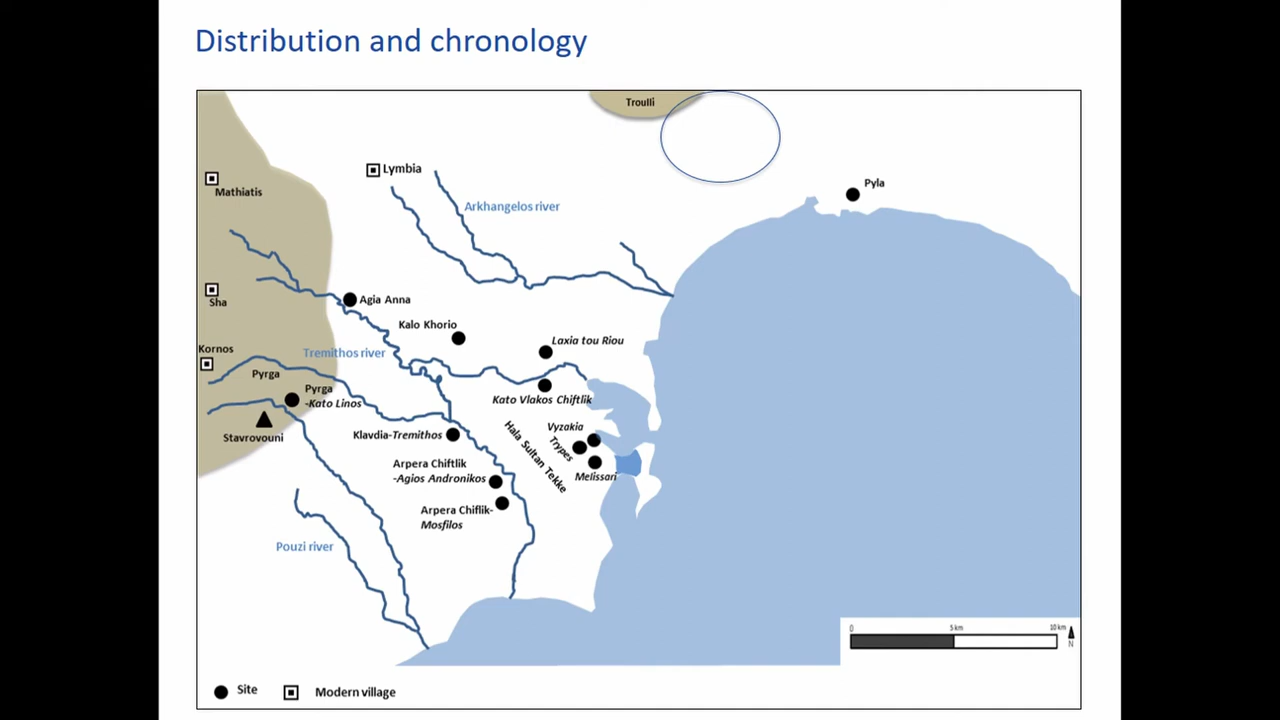 Distribution and chronology
Troulli
Lymbia
Mathiatis
Pyla
Arkhangelos river
Sha
Agia Anna
Kalo Khorio
Laxia tou Riou
Kornos
Tremithos river
Pyrga
Pyrga
-Kato Linos
Kato Vlakos Chiftlik
Stavrovouni
Klavdia-Tremithos
Vyzakia
Trypes
Hala Sultan Tekke
Melissari
Arpera Chiftlik
-Agios Andronikos
Arpera Chiflik-
Mosfilos
Pouzi river
0 5 km 10 km
N
Site Modern village